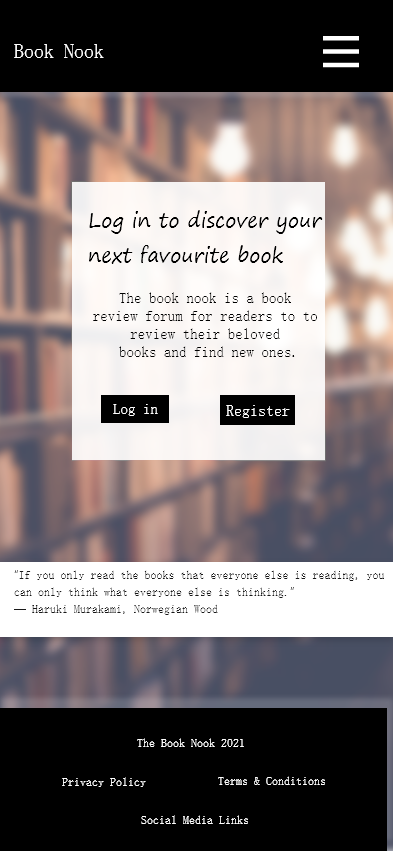 Book Nook
Log in to discover your
next favourite book
The book nook is a book
review forum for readers to to
review their beloved
books and find new ones.
Log in
Register
"If you only read the books that everyone else is reading, you
can only think what everyone else is thinking."
── Haruki Murakami, Norwegian Wood
The Book Nook 2021
Privacy Policy
Terms & Conditions
Social Media Links